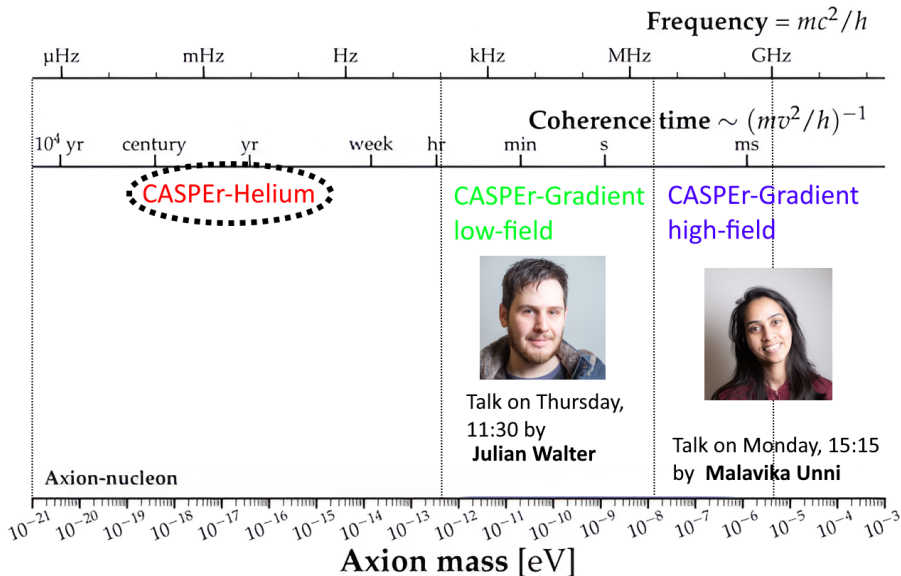 Frequency = mc²/h
µHz mHz Hz kHz MHz GHz
Coherence time ∼ (mv²/h)⁻¹
10⁴ yr century yr week hr min s ms
CASPEr-Helium
CASPEr-Gradient
low-field
CASPEr-Gradient
high-field
Talk on Thursday,
11:30 by
Julian Walter
Talk on Monday, 15:15
by Malavika Unni
Axion-nucleon
10⁻²¹ 10⁻²⁰ 10⁻¹⁹ 10⁻¹⁸ 10⁻¹⁷ 10⁻¹⁶ 10⁻¹⁵ 10⁻¹⁴ 10⁻¹³ 10⁻¹² 10⁻¹¹ 10⁻¹⁰ 10⁻⁹ 10⁻⁸ 10⁻⁷ 10⁻⁶ 10⁻⁵ 10⁻⁴ 10⁻³
Axion mass [eV]